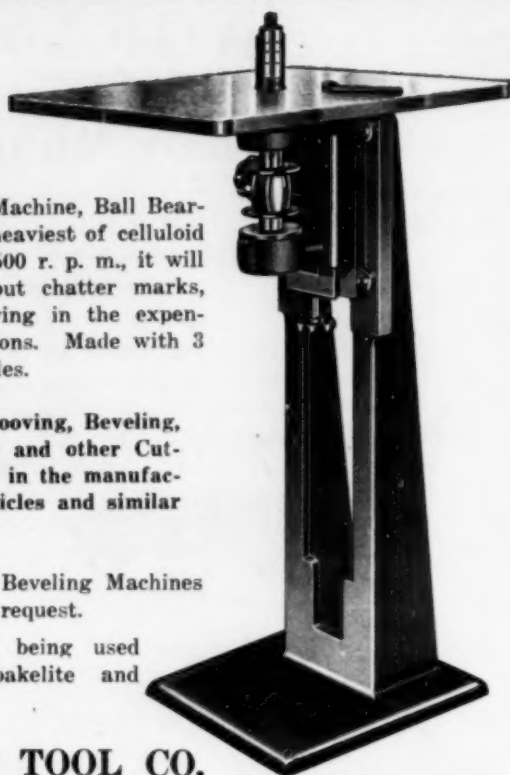 Machine, Ball Bear-
heaviest of celluloid
500 r. p. m., it will
out chatter marks,
ing in the expen-
ons. Made with 3
les.
ooving, Beveling,
and other Cut-
in the manufac-
icles and similar
Beveling Machines
request.
being used
bakelite and
TOOL CO.